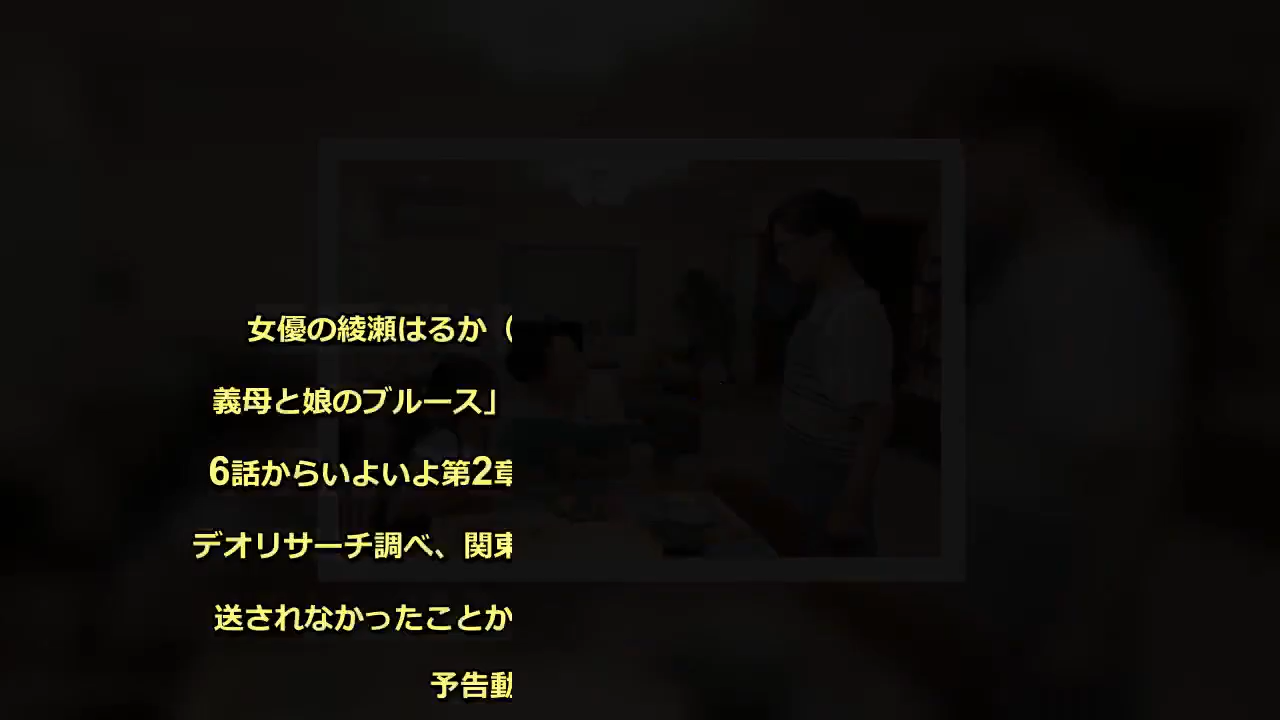 女優の綾瀬はるか（
義母と娘のブルース」
6話からいよいよ第2章
デオリサーチ調べ、関東
送されなかったことか
予告動